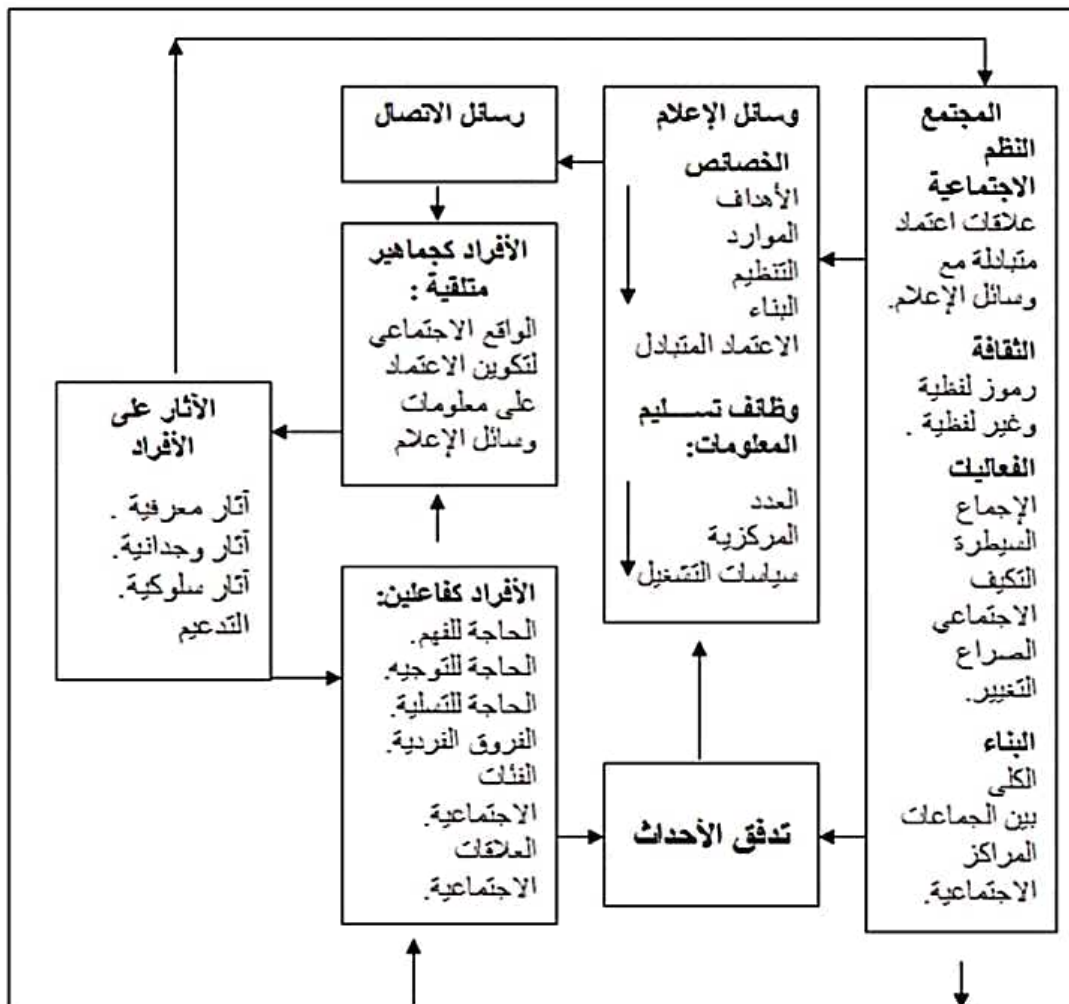 المجتمع
النظم
الاجتماعية
علاقات اعتماد
متبادلة مع
وسائل الإعلام.
الثقافة
رموز لفظية
وغير لفظية .
الفعاليات
الإجماع
السيطرة
التكيف
الاجتماعي
الصراع
التغيير.
البناء
الكلى
بين الجماعات
المراكز
الاجتماعية.
وسائل الإعلام
الخصائص
الأهداف
الموارد
التنظيم
البناء
الاعتماد المتبادل
وظائف تسليم
المعلومات:
العدد
المركزية
سياسات التشغيل
تدفق الأحداث
رسائل الاتصال
الأفراد كجماهير
متلقية :
الواقع الاجتماعي
لتكوين الاعتماد
على معلومات
وسائل الإعلام
الأفراد كفاعلين:
الحاجة للفهم.
الحاجة للتوجيه.
الحاجة للتسلية.
الفروق الفردية.
الفئات
الاجتماعية.
العلاقات
الاجتماعية.
الآثار على
الأفراد
آثار معرفية .
آثار وجدانية.
آثار سلوكية.
التدعيم